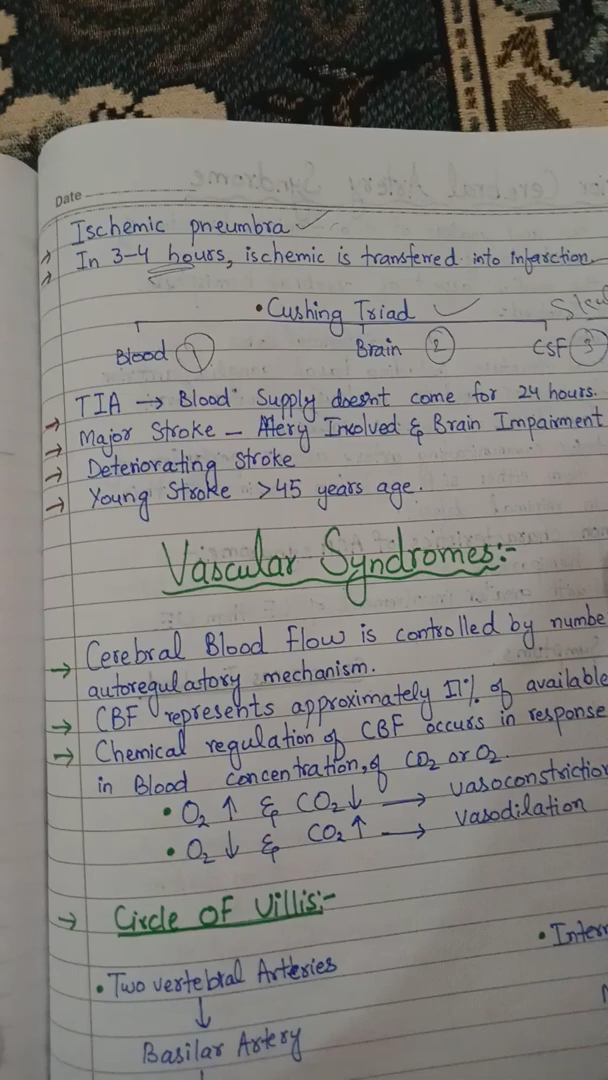 Date
Ischemic pneumbra
In 3-4 hours, ischemic is transferred into infarction.
• Cushing Triad
Blood 1 Brain 2 CSF 3
TIA → Blood Supply doesnt come for 24 hours.
→ Major Stroke - Atery Involved & Brain Impairment
→ Deteriorating Stroke
→ Young Stroke >45 years age.
Vascular Syndromes:-
→ Cerebral Blood flow is controlled by numbe
autoregulatory mechanism.
→ CBF represents approximately 17% of available
→ Chemical regulation of CBF occurs in response
in Blood concentration, of CO2 or O2.
• O2 ↑ & CO2 ↓ → vasoconstriction
• O2 ↓ & CO2 ↑ → Vasodilation
→ Circle OF Villis:-
• Two vertebral Arteries • Intern
↓
Basilar Artery